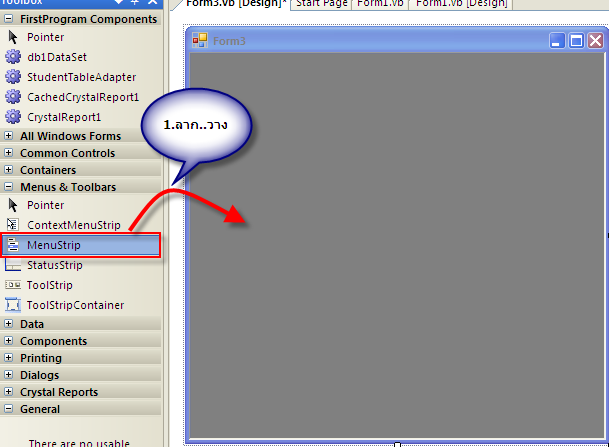 Toolbox
Form3.vb [Design]* Start Page Form1.vb Form1.vb [Design]
FirstProgram Components
Pointer
db1DataSet
StudentTableAdapter
CachedCrystalReport1
CrystalReport1
All Windows Forms
Common Controls
Containers
Menus & Toolbars
Pointer
ContextMenuStrip
MenuStrip
StatusStrip
ToolStrip
ToolStripContainer
Data
Components
Printing
Dialogs
Crystal Reports
General
There are no usable
Form3
1.ลาก..วาง